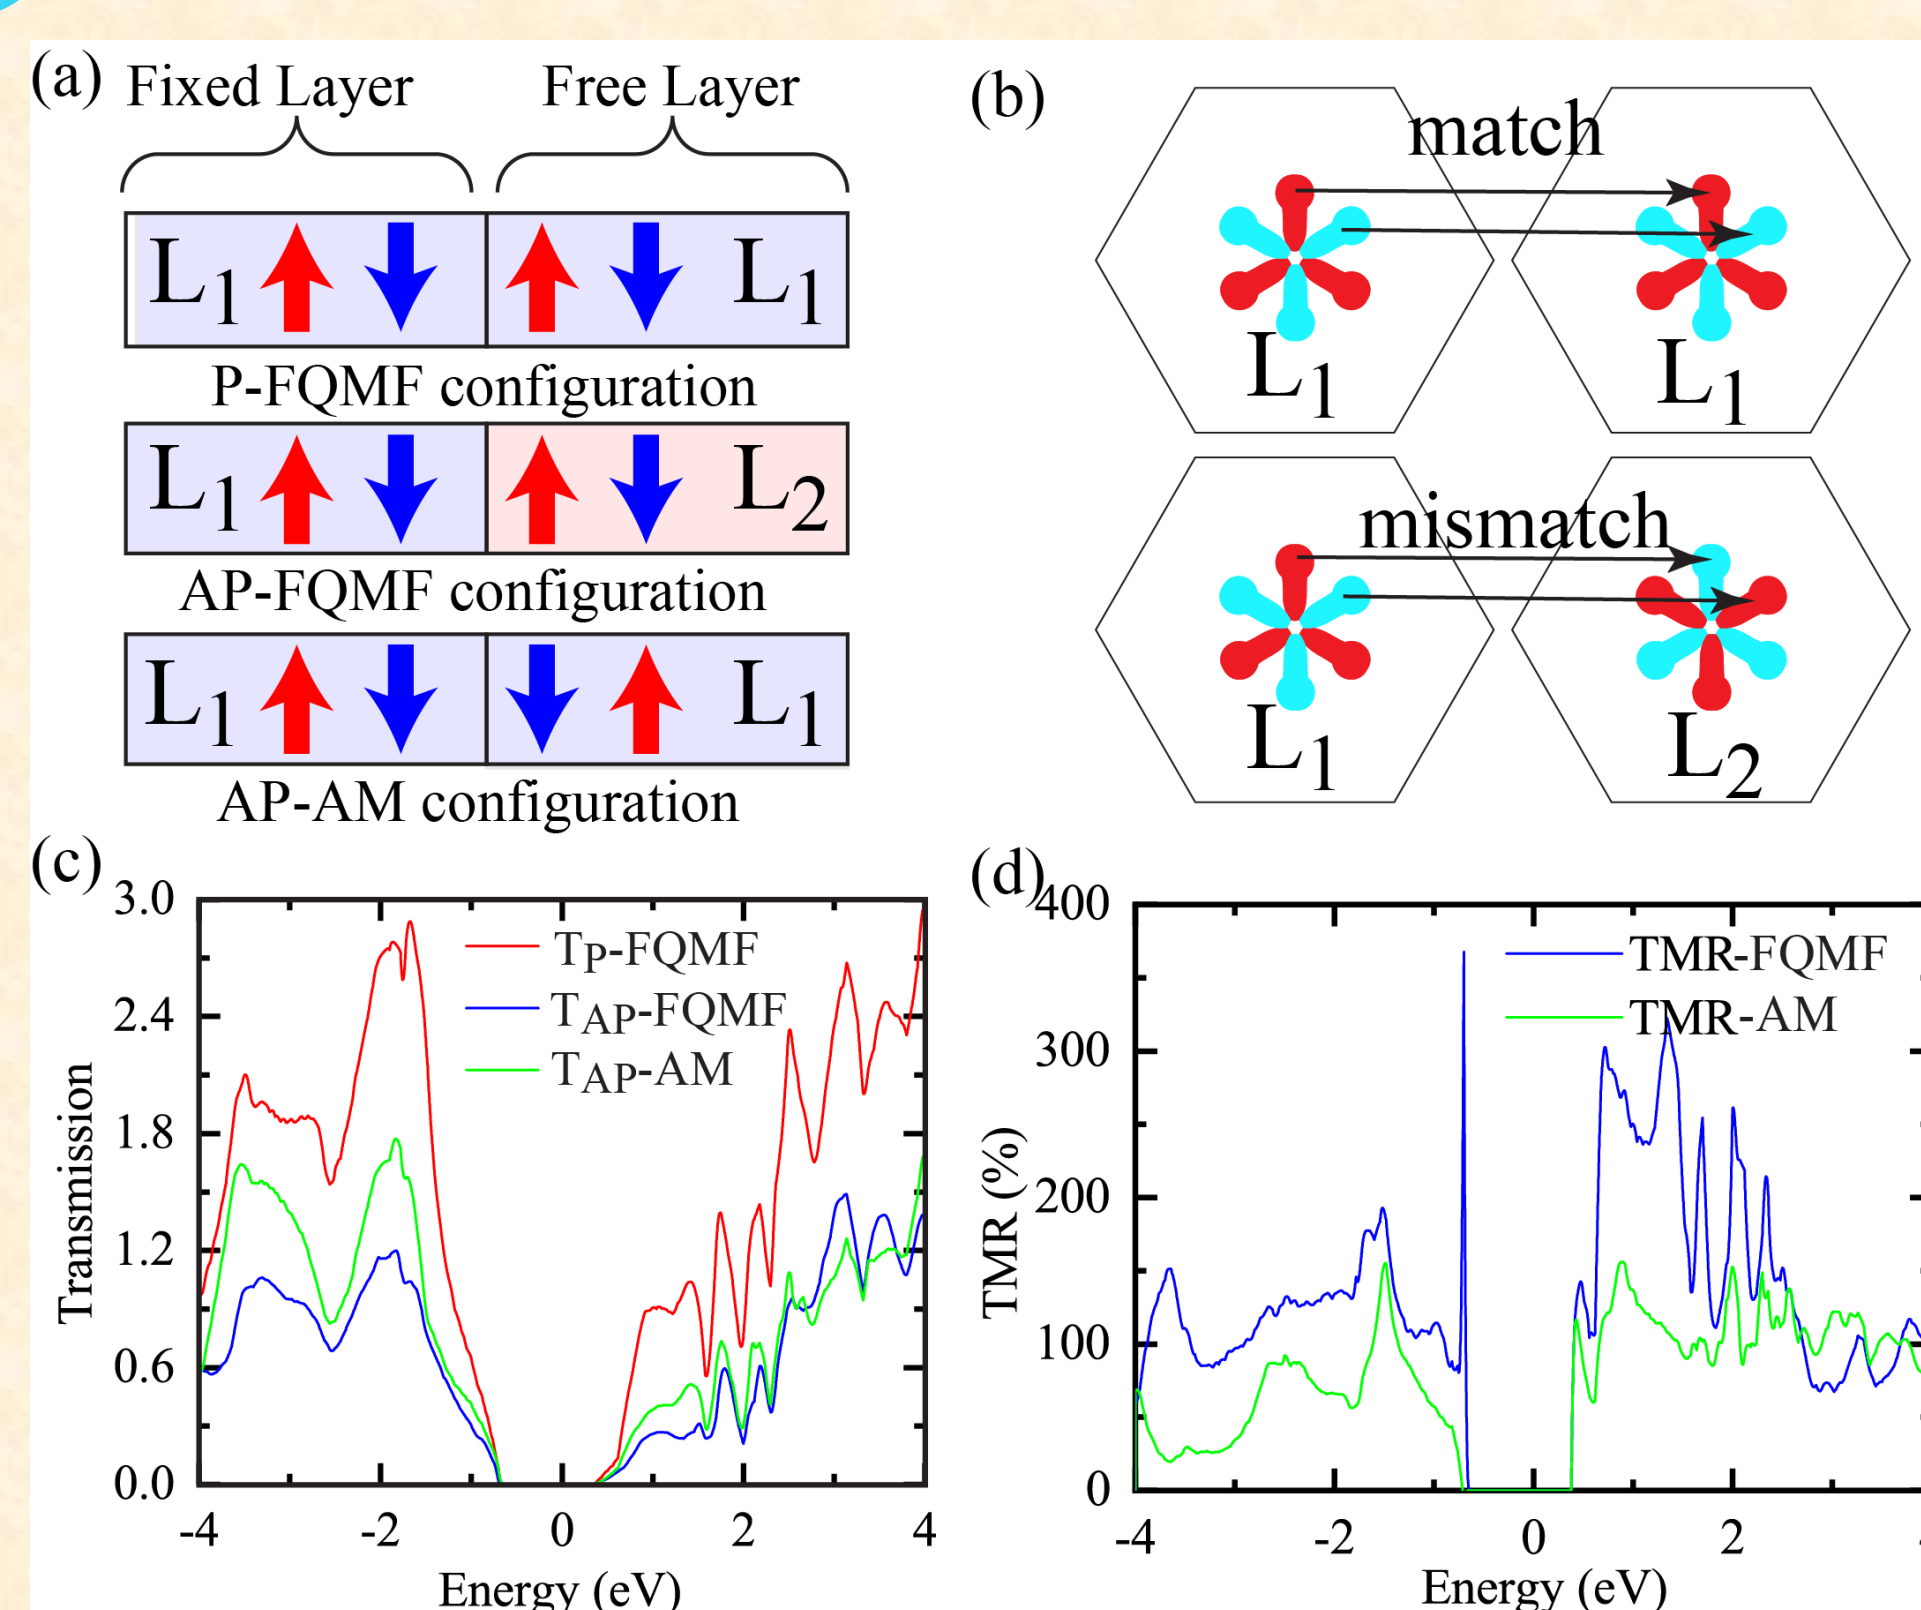 (a) Fixed Layer Free Layer
L1 L1
P-FQMF configuration
L1 L2
AP-FQMF configuration
L1 L1
AP-AM configuration
(b)
match
L1 L1
mismatch
L1 L2
(c)
3.0
2.4
1.8
1.2
0.6
0.0
Transmission
TP-FQMF
TAP-FQMF
TAP-AM
-4 -2 0 2 4
Energy (eV)
(d)
400
300
200
100
0
TMR (%)
TMR-FQMF
TMR-AM
-4 -2 0 2
Energy (eV)